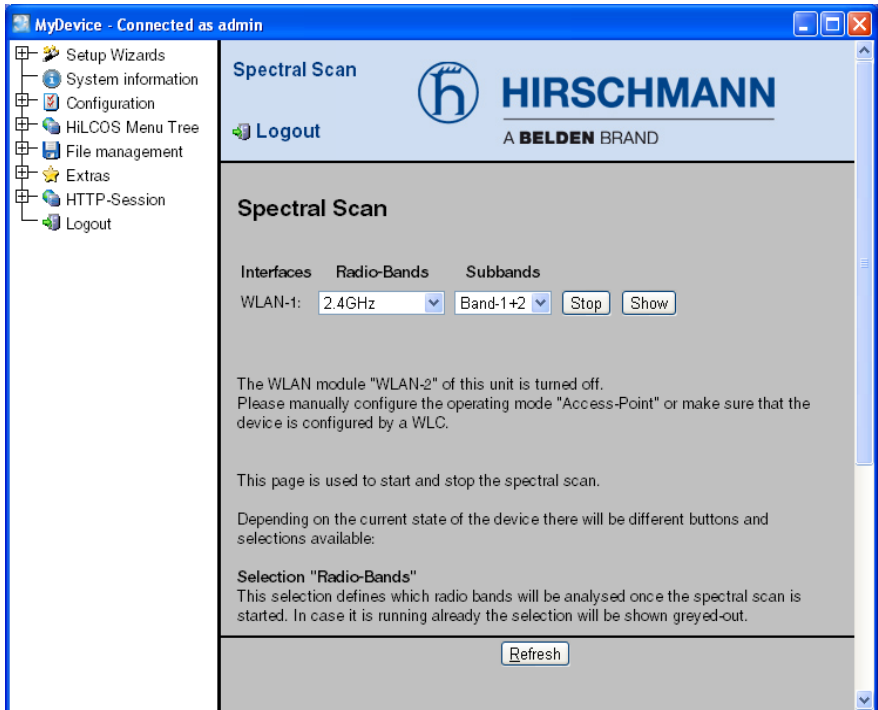 MyDevice - Connected as admin
Setup Wizards
System information
Configuration
HiLCOS Menu Tree
File management
Extras
HTTP-Session
Logout
Spectral Scan
Logout
HIRSCHMANN
A BELDEN BRAND
Spectral Scan
Interfaces Radio-Bands Subbands
WLAN-1: 2.4GHz Band-1+2 Stop Show
The WLAN module "WLAN-2" of this unit is turned off.
Please manually configure the operating mode "Access-Point" or make sure that the
device is configured by a WLC.
This page is used to start and stop the spectral scan.
Depending on the current state of the device there will be different buttons and
selections available:
Selection "Radio-Bands"
This selection defines which radio bands will be analysed once the spectral scan is
started. In case it is running already the selection will be shown greyed-out.
Refresh